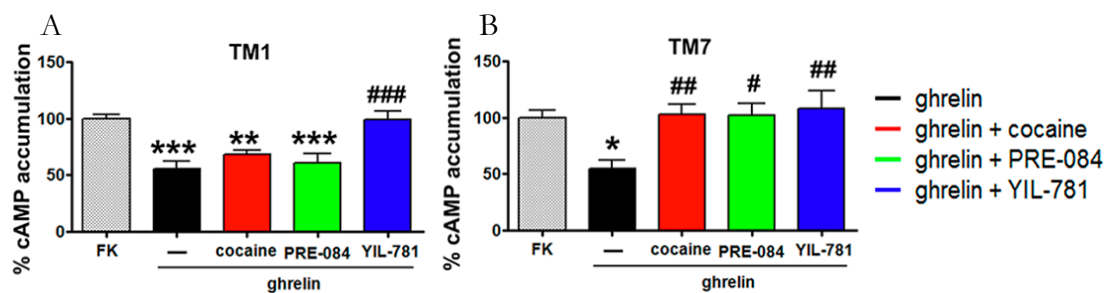 A
TM1
% cAMP accumulation
150
100
50
0
***
**
***
###
FK
—
cocaine
PRE-084
YIL-781
ghrelin
B
TM7
% cAMP accumulation
150
100
50
0
*
##
#
##
FK
—
cocaine
PRE-084
YIL-781
ghrelin
ghrelin
ghrelin + cocaine
ghrelin + PRE-084
ghrelin + YIL-781